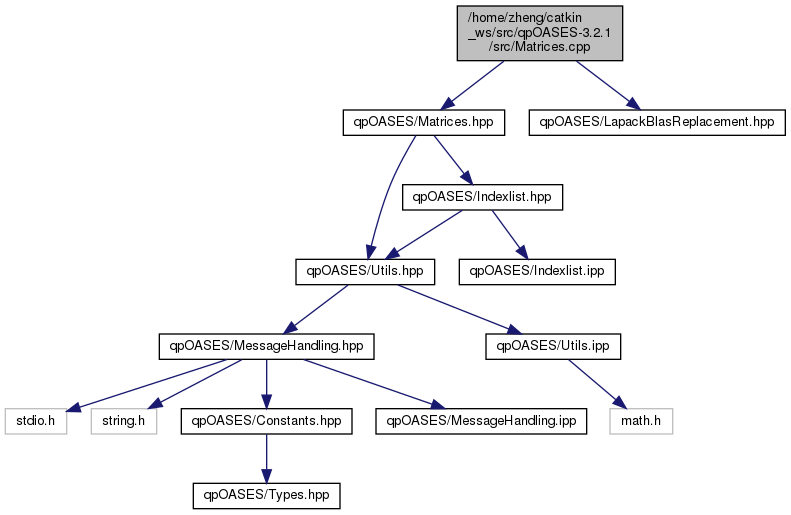 /home/zheng/catkin
_ws/src/qpOASES-3.2.1
/src/Matrices.cpp
qpOASES/Matrices.hpp
qpOASES/LapackBlasReplacement.hpp
qpOASES/Indexlist.hpp
qpOASES/Utils.hpp
qpOASES/Indexlist.ipp
qpOASES/MessageHandling.hpp
qpOASES/Utils.ipp
stdio.h
string.h
qpOASES/Constants.hpp
qpOASES/MessageHandling.ipp
math.h
qpOASES/Types.hpp